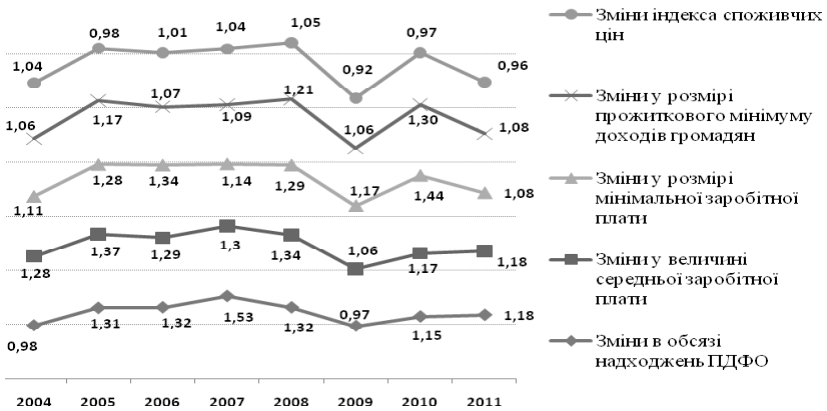 1,04 0,98 1,01 1,04 1,05 0,92 0,97 0,96
1,06 1,17 1,07 1,09 1,21 1,06 1,30 1,08
1,11 1,28 1,34 1,14 1,29 1,17 1,44 1,08
1,28 1,37 1,29 1,3 1,34 1,06 1,17 1,18
0,98 1,31 1,32 1,53 1,32 0,97 1,15 1,18
2004 2005 2006 2007 2008 2009 2010 2011
Зміни індекса споживчих
цін
Зміни у розмірі
прожиткового мінімуму
доходів громадян
Зміни у розмірі
мінімальної заробітної
плати
Зміни у величині
середньої заробітної
плати
Зміни в обсязі
надходжень ПДФО